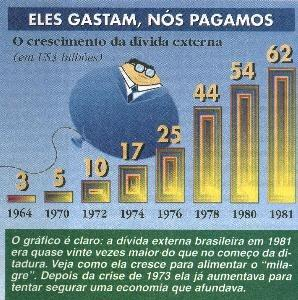 ELES GASTAM, NÓS PAGAMOS
O crescimento da dívida externa
(em US$ bilhões)
3 5 10 17 25 44 54 62
1964 1970 1972 1974 1976 1978 1980 1981
O gráfico é claro: a dívida externa brasileira em 1981
era quase vinte vezes maior do que no começo da di-
tadura. Veja como ela cresce para alimentar o "mila-
gre". Depois da crise de 1973 ela já aumentava para
tentar segurar uma economia que afundava.